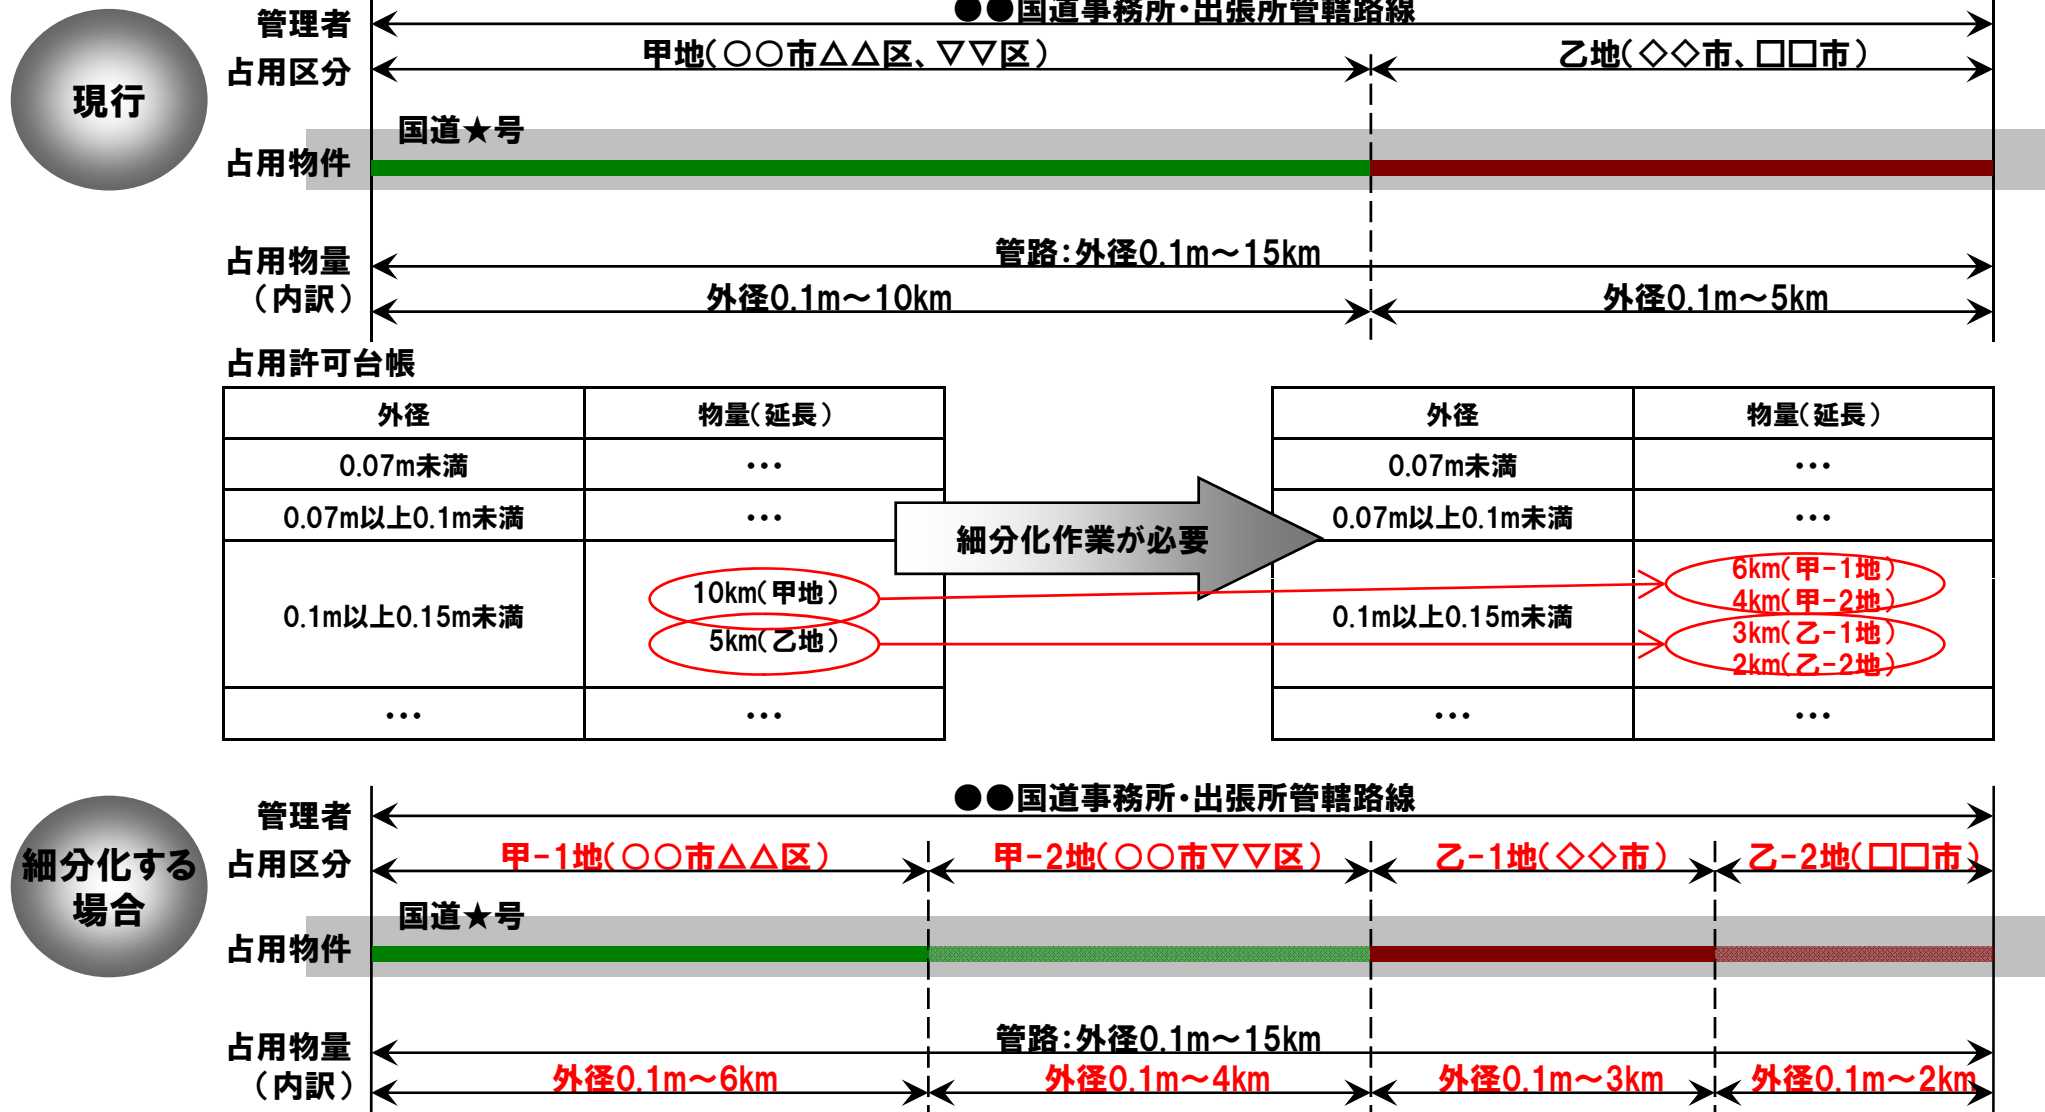 ●●国道事務所・出張所管轄路線
管理者
甲地(○○市△△区、▽▽区)
乙地(◇◇市、□□市)
占用区分
現行
国道★号
占用物件
管路:外径0.1m～15km
占用物量
(内訳)
外径0.1m～10km
外径0.1m～5km
占用許可台帳
外径
物量(延長)
0.07m未満
…
0.07m以上0.1m未満
…
0.1m以上0.15m未満
10km(甲地)
5km(乙地)
…
…
細分化作業が必要
外径
物量(延長)
0.07m未満
…
0.07m以上0.1m未満
…
0.1m以上0.15m未満
6km(甲-1地)
4km(甲-2地)
3km(乙-1地)
2km(乙-2地)
…
…
●●国道事務所・出張所管轄路線
管理者
細分化する
場合
占用区分
甲-1地(○○市△△区)
甲-2地(○○市▽▽区)
乙-1地(◇◇市)
乙-2地(□□市)
国道★号
占用物件
管路:外径0.1m～15km
占用物量
(内訳)
外径0.1m～6km
外径0.1m～4km
外径0.1m～3km
外径0.1m～2km